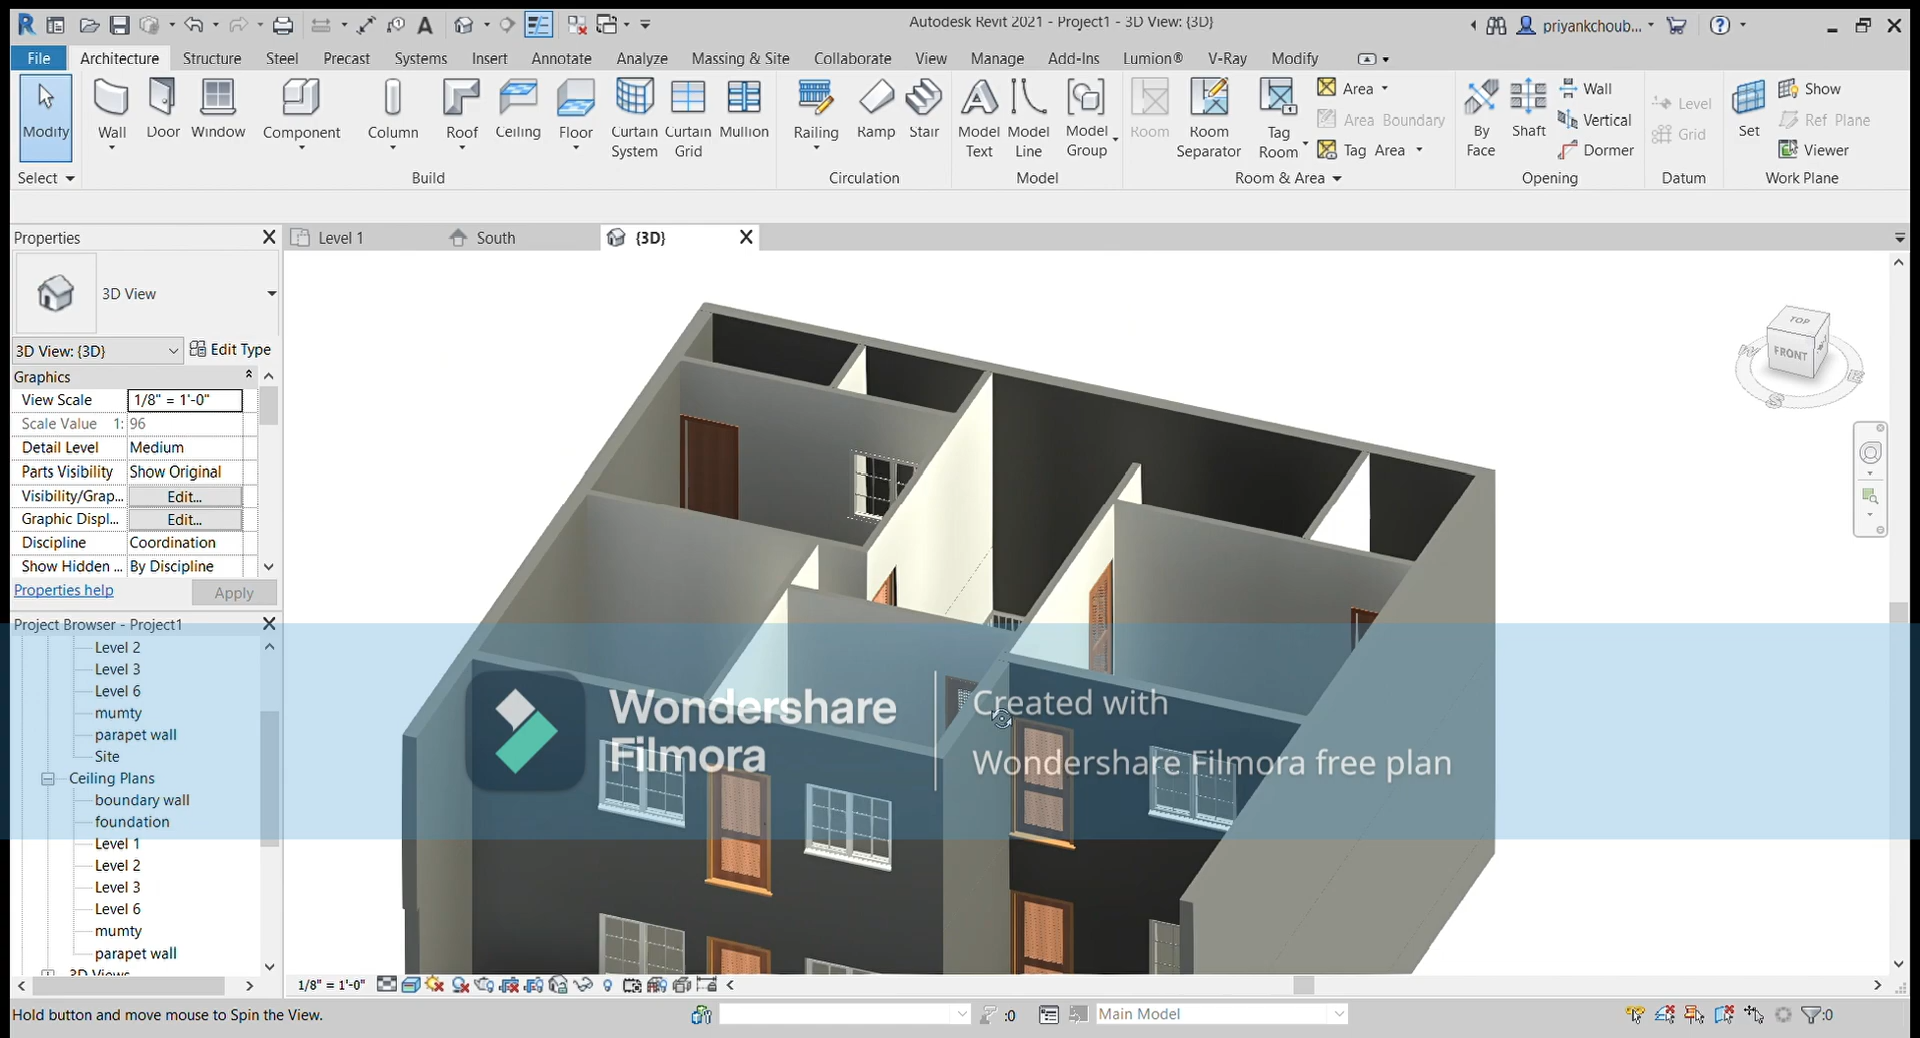 Autodesk Revit 2021 - Project1 - 3D View: {3D}
priyankchoub...
File Architecture Structure Steel Precast Systems Insert Annotate Analyze Massing & Site Collaborate View Manage Add-Ins Lumion® V-Ray Modify
Modify Wall Door Window Component Column Roof Ceiling Floor Curtain System Curtain Grid Mullion Railing Ramp Stair Model Text Model Line Model Group Room Room Separator Tag Room
Area
Area Boundary
Tag Area
By Face Shaft
Wall
Vertical
Dormer
Level
Grid
Set
Show
Ref Plane
Viewer
Select Build Circulation Model Room & Area Opening Datum Work Plane
Properties
Level 1 South {3D}
3D View
3D View: {3D} Edit Type
Graphics
View Scale 1/8" = 1'-0"
Scale Value 1: 96
Detail Level Medium
Parts Visibility Show Original
Visibility/Grap... Edit...
Graphic Displ... Edit...
Discipline Coordination
Show Hidden ... By Discipline
Properties help Apply
Project Browser - Project1
Level 2
Level 3
Level 6
mumty
parapet wall
Site
Ceiling Plans
boundary wall
foundation
Level 1
Level 2
Level 3
Level 6
mumty
parapet wall
3D Views
TOP
FRONT
W
S
E
Wondershare
Filmora
Created with
Wondershare Filmora free plan
1/8" = 1'-0"
Hold button and move mouse to Spin the View.
:0
Main Model
:0